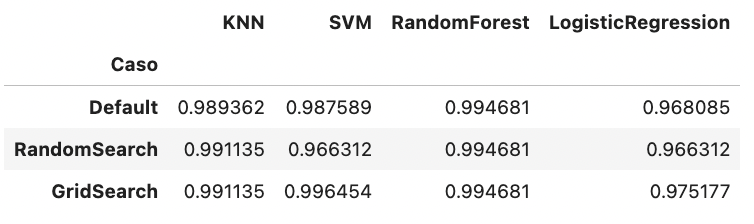 KNN SVM RandomForest LogisticRegression
Caso
Default 0.989362 0.987589 0.994681 0.968085
RandomSearch 0.991135 0.966312 0.994681 0.966312
GridSearch 0.991135 0.996454 0.994681 0.975177